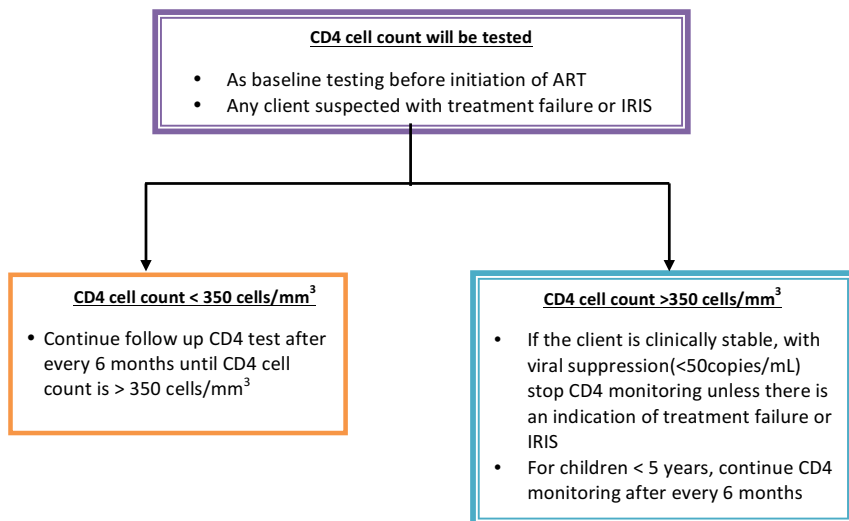 CD4 cell count will be tested
• As baseline testing before initiation of ART
• Any client suspected with treatment failure or IRIS
CD4 cell count < 350 cells/mm³
• Continue follow up CD4 test after
every 6 months until CD4 cell
count is > 350 cells/mm³
CD4 cell count >350 cells/mm³
• If the client is clinically stable, with
viral suppression(<50copies/mL)
stop CD4 monitoring unless there is
an indication of treatment failure or
IRIS
• For children < 5 years, continue CD4
monitoring after every 6 months